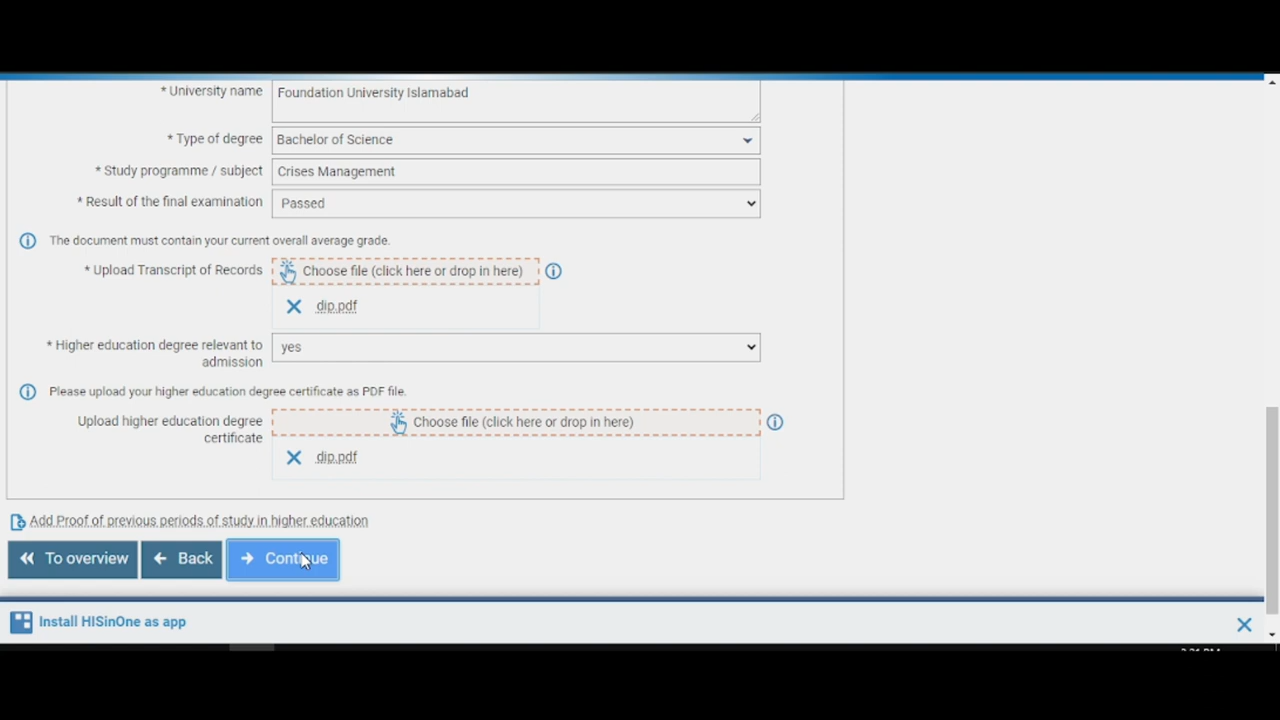 * University name
Foundation University Islamabad
* Type of degree
Bachelor of Science
* Study programme / subject
Crises Management
* Result of the final examination
Passed
The document must contain your current overall average grade.
* Upload Transcript of Records
Choose file (click here or drop in here)
dip.pdf
* Higher education degree relevant to
admission
yes
Please upload your higher education degree certificate as PDF file.
Upload higher education degree
certificate
Choose file (click here or drop in here)
dip.pdf
Add Proof of previous periods of study in higher education
To overview
Back
Continue
Install HISinOne as app